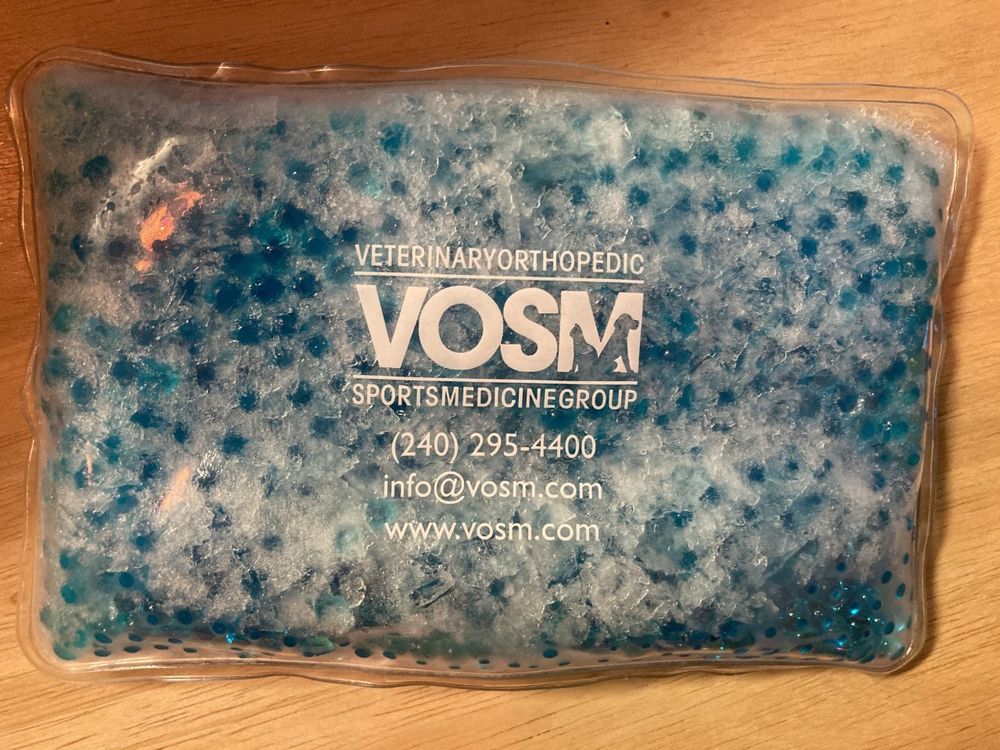 VETERINARYORTHOPEDIC
VOSM
SPORTSMEDICINEGROUP
(240) 295-4400
info@vosm.com
www.vosm.com